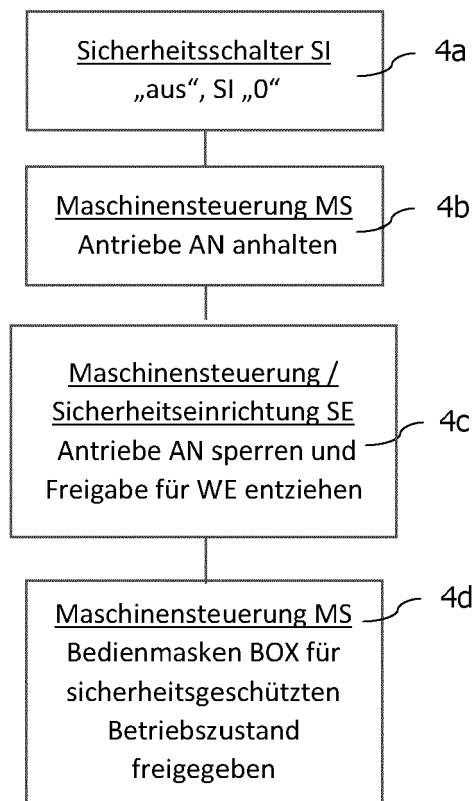 Sicherheitsschalter SI
„aus“, SI „0“
4a
Maschinensteuerung MS
Antriebe AN anhalten
4b
Maschinensteuerung /
Sicherheitseinrichtung SE
Antriebe AN sperren und
Freigabe für WE entziehen
4c
Maschinensteuerung MS
Bedienmasken BOX für
sicherheitsgeschützten
Betriebszustand
freigegeben
4d